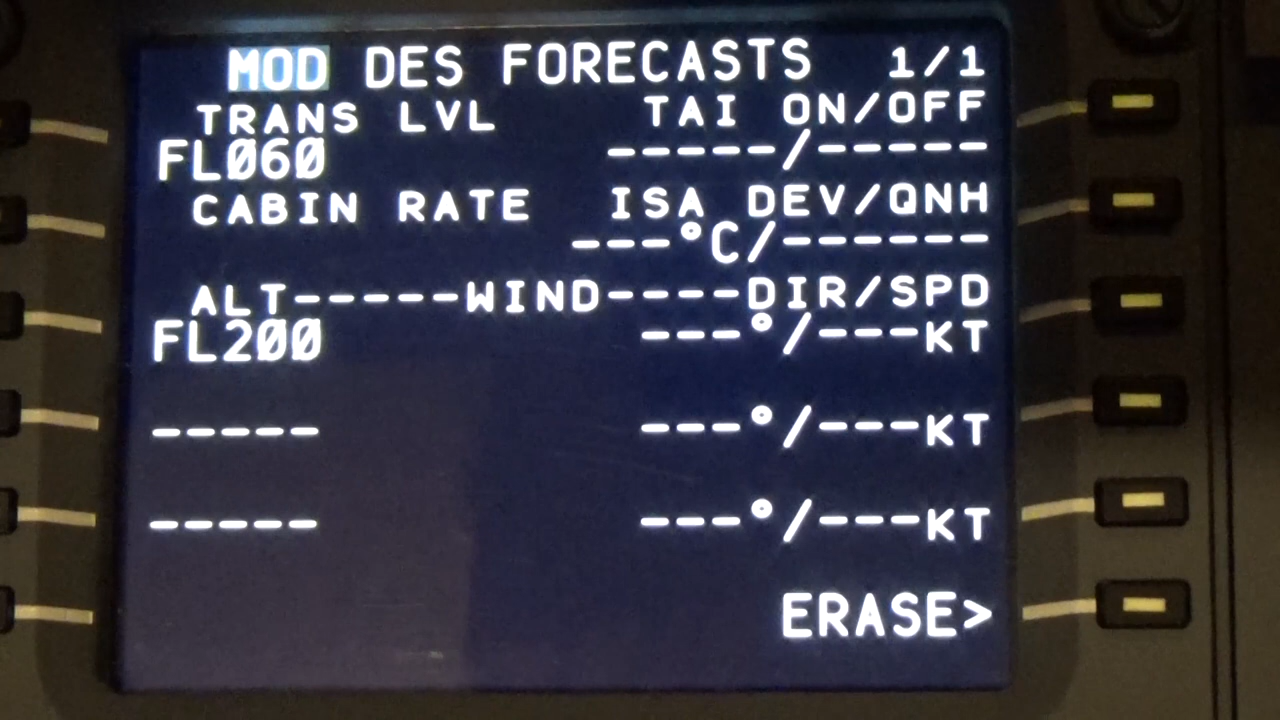 MOD DES FORECASTS 1/1
TRANS LVL TAI ON/OFF
FL060 -----/-----
CABIN RATE ISA DEV/QNH
---°C/------
ALT-----WIND----DIR/SPD
FL200 ---°/---KT
----- ---°/---KT
----- ---°/---KT
ERASE>